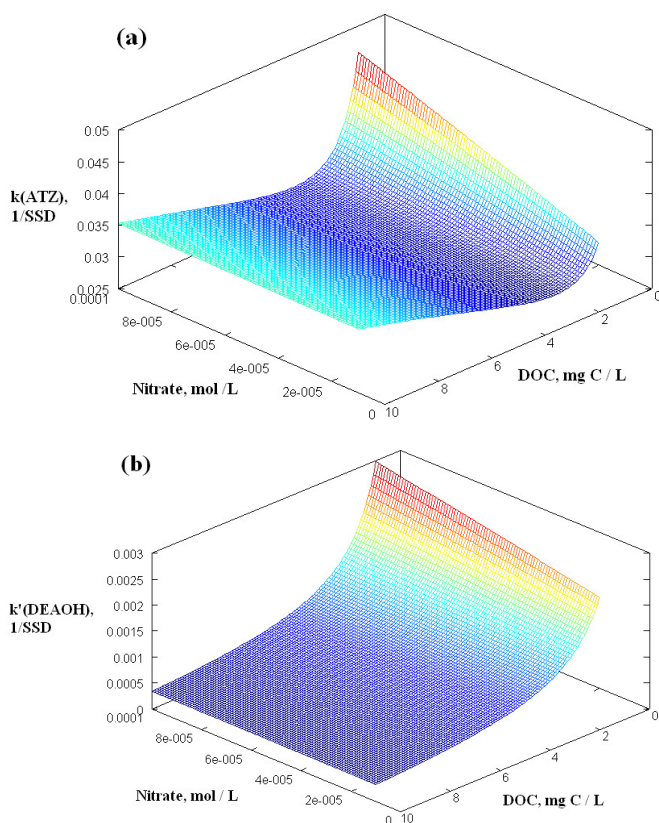 (a)
0.05
0.045
0.04
0.035
0.03
0.025
k(ATZ),
1/SSD
0.0001
8e-005
6e-005
4e-005
2e-005
0
Nitrate, mol /L
10
8
6
4
2
0
DOC, mg C / L
(b)
0.003
0.0025
0.002
0.0015
0.001
0.0005
0
k'(DEAOH),
1/SSD
0.0001
8e-005
6e-005
4e-005
2e-005
0
Nitrate, mol / L
10
8
6
4
2
0
DOC, mg C / L